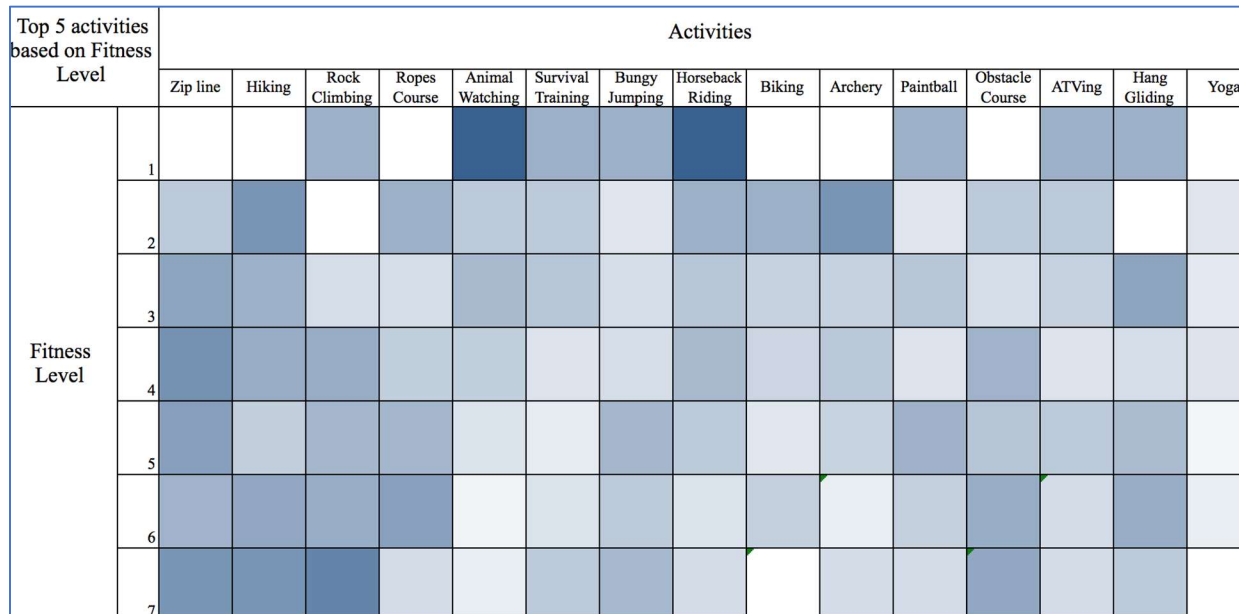 Top 5 activities
based on Fitness
Level
Activities
Zip line
Hiking
Rock
Climbing
Ropes
Course
Animal
Watching
Survival
Training
Bungy
Jumping
Horseback
Riding
Biking
Archery
Paintball
Obstacle
Course
ATVing
Hang
Gliding
Yoga
Fitness
Level
1
2
3
4
5
6
7